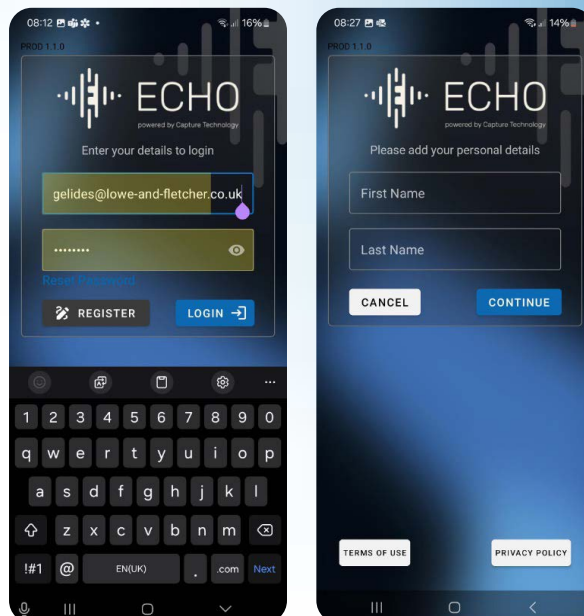 08:12
16%
PROD 1.1.0
ECHO
powered by Capture Technology
Enter your details to login
gelides@lowe-and-fletcher.co.uk
........
Reset Password
REGISTER
LOGIN
1 2 3 4 5 6 7 8 9 0
q w e r t y u i o p
a s d f g h j k l
z x c v b n m
!#1 @ EN(UK) . .com Next
08:27
14%
PROD 1.1.0
ECHO
powered by Capture Technology
Please add your personal details
First Name
Last Name
CANCEL
CONTINUE
TERMS OF USE
PRIVACY POLICY